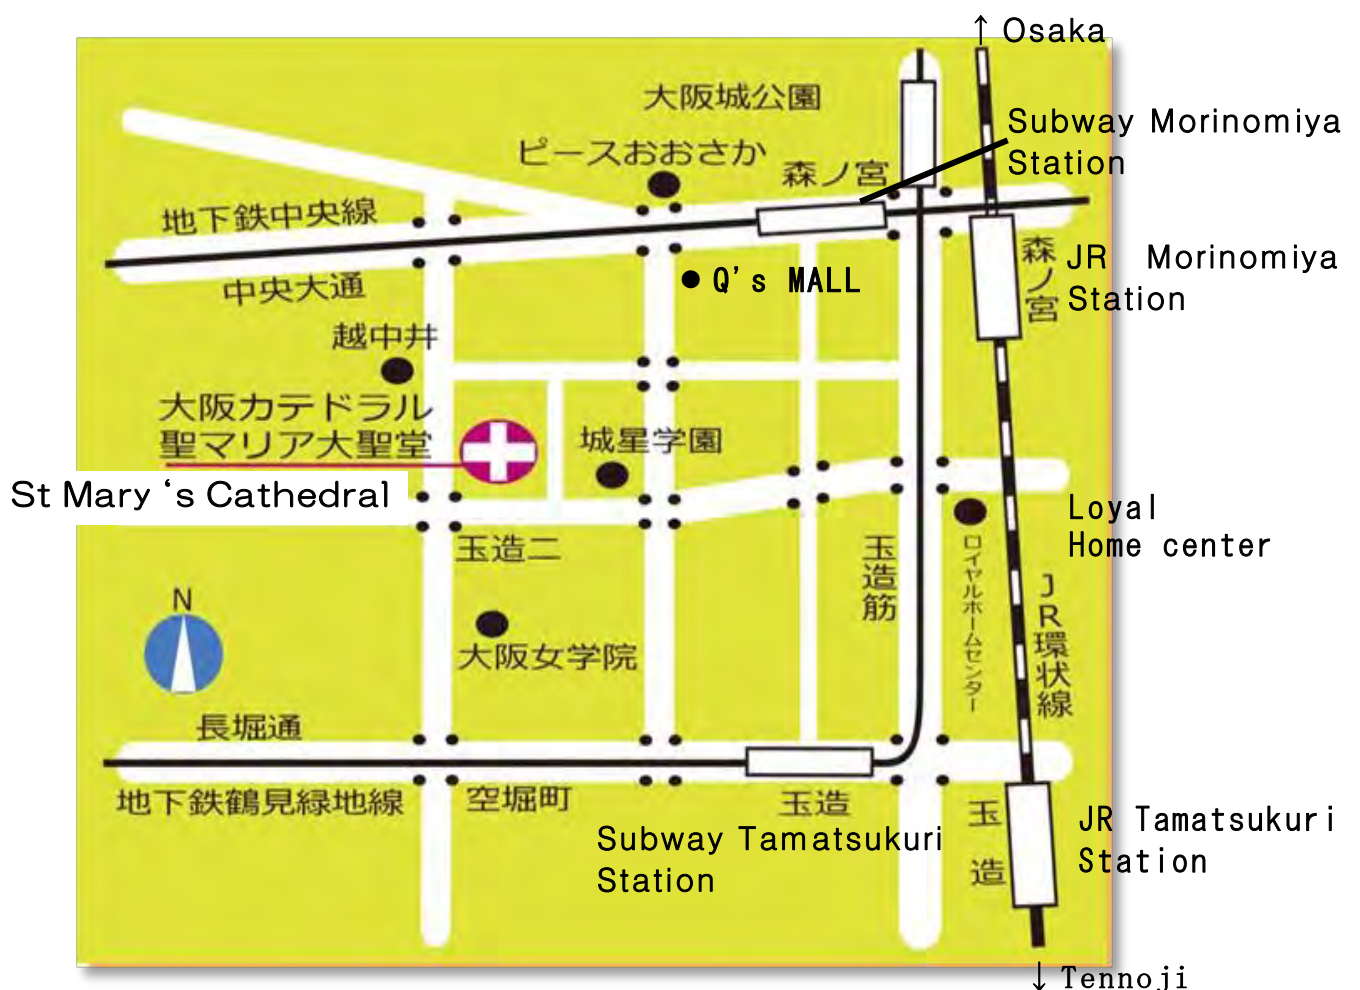 ↑ Osaka
大阪城公園
Subway Morinomiya
Station
ピースおおさか
森ノ宮
地下鉄中央線
中央大通
森ノ宮
JR Morinomiya
Station
● Q's MALL
越中井
大阪カテドラル
聖マリア大聖堂
城星学園
St Mary ‘s Cathedral
玉造二
玉造筋
ロイヤルホームセンター
Loyal
Home center
JR環状線
N
大阪女学院
長堀通
地下鉄鶴見緑地線
空堀町
玉造
Subway Tamatsukuri
Station
玉造
JR Tamatsukuri
Station
↓ Tennoji